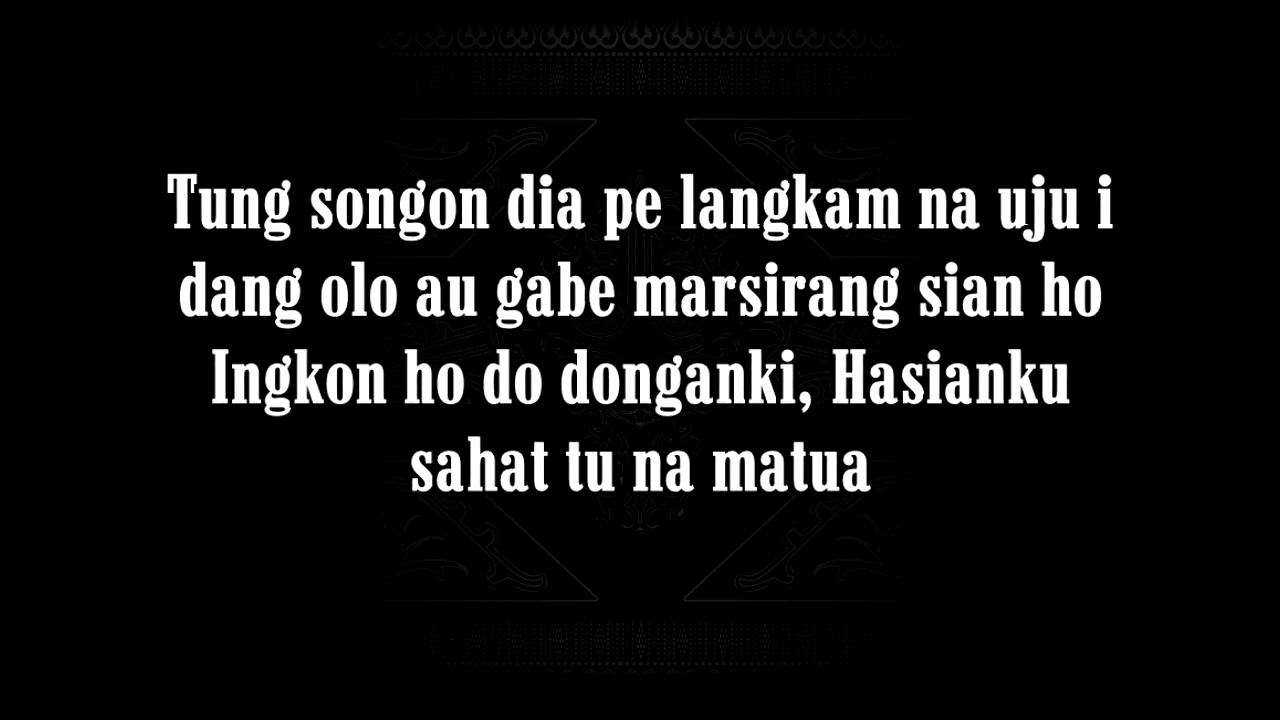 Tung songon dia pe langkam na uju i
dang olo au gabe marsirang sian ho
Ingkon ho do donganki, Hasianku
sahat tu na matua